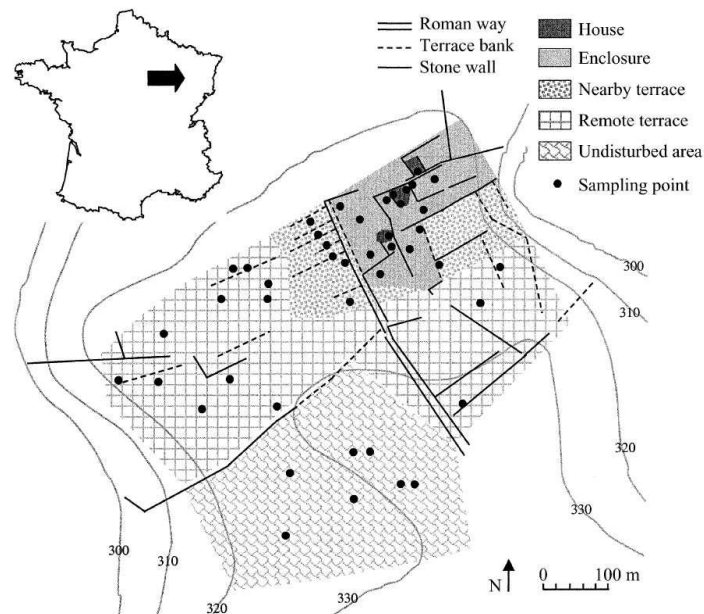 Roman way
Terrace bank
Stone wall
House
Enclosure
Nearby terrace
Remote terrace
Undisturbed area
Sampling point
300
310
320
330
300
310
320
330
N
0 100 m